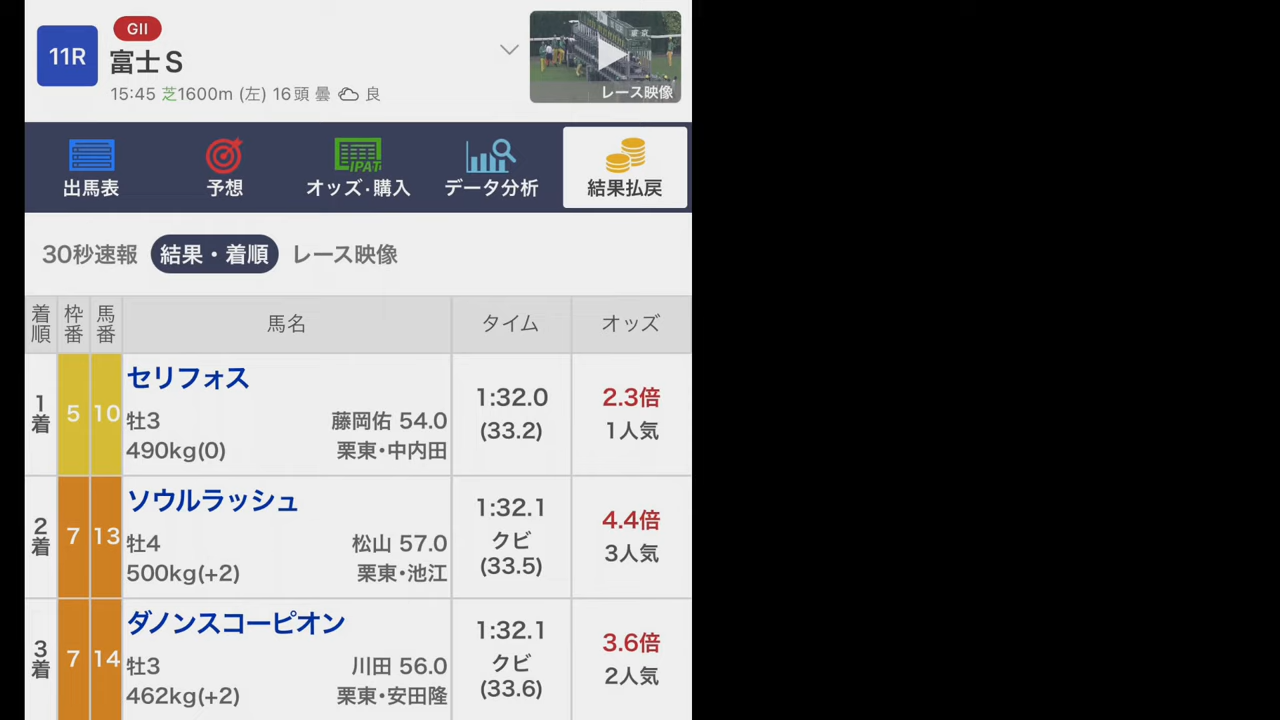 11R
GII
富士S
15:45 芝1600m (左) 16頭 曇 良
東京
レース映像
出馬表
予想
IPAT
オッズ・購入
データ分析
結果払戻
30秒速報
結果・着順
レース映像
着順
枠番
馬番
馬名
タイム
オッズ
1着
5
10
セリフォス
牡3
藤岡佑 54.0
490kg(0)
栗東・中内田
1:32.0
(33.2)
2.3倍
1人気
2着
7
13
ソウルラッシュ
牡4
松山 57.0
500kg(+2)
栗東・池江
1:32.1
クビ
(33.5)
4.4倍
3人気
3着
7
14
ダノンスコーピオン
牡3
川田 56.0
462kg(+2)
栗東・安田隆
1:32.1
クビ
(33.6)
3.6倍
2人気